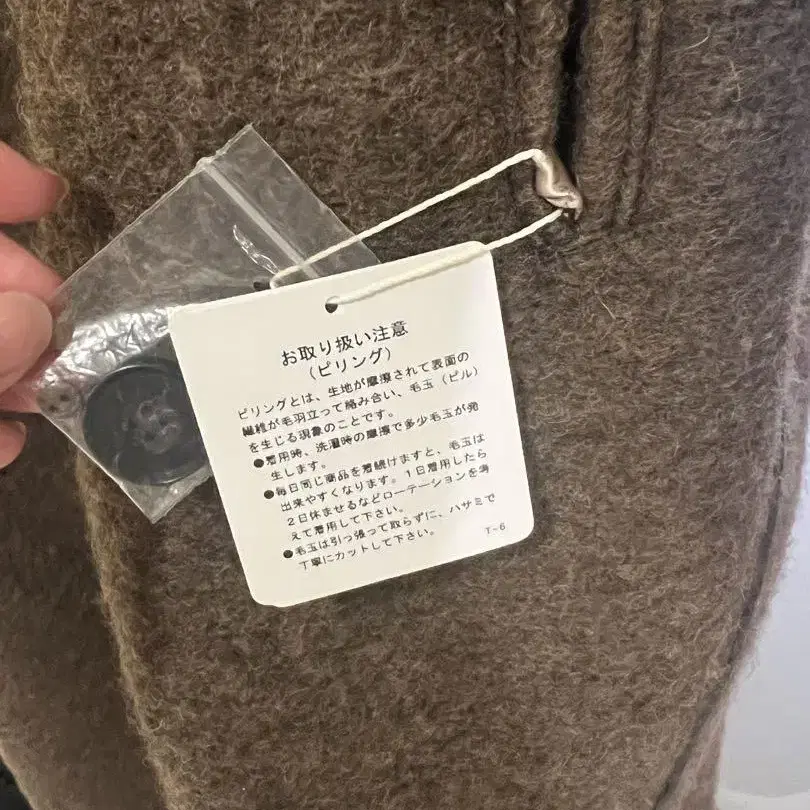 お取り扱い注意
（ピリング）
ピリングとは、生地が摩擦されて表面の
繊維が毛羽立って絡み合い、毛玉（ピル）
を生じる現象のことです。
●着用時、洗濯時の摩擦で多少毛玉が発
生します。
●毎日同じ商品を着続けますと、毛玉は
出来やすくなります。1日着用したら
2日休ませるなどローテーションを考
えて着用して下さい。
●毛玉は引っ張って取らずに、ハサミで
丁寧にカットして下さい。
T-6